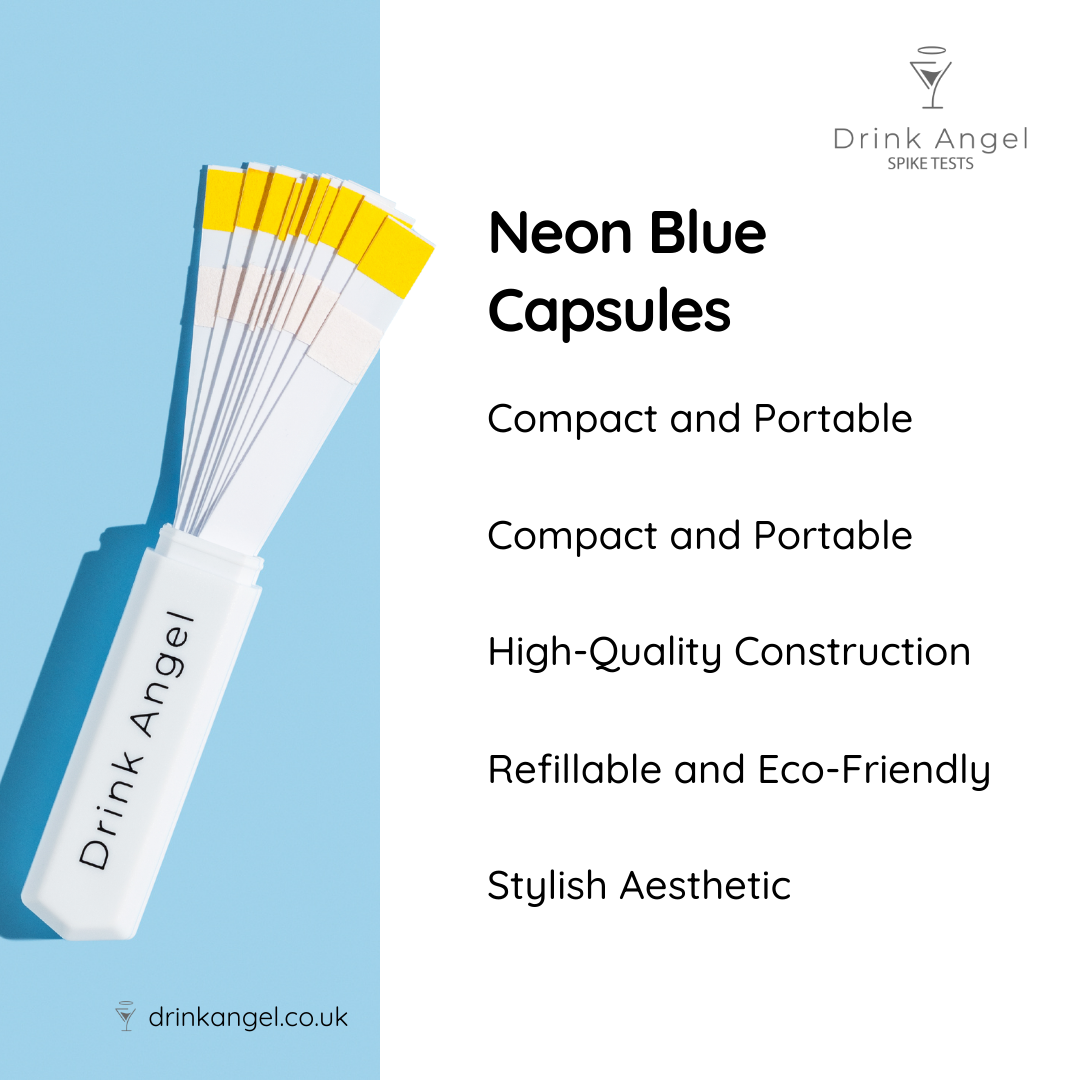 Drink Angel
SPIKE TESTS
Neon Blue
Capsules
Compact and Portable
Compact and Portable
High-Quality Construction
Refillable and Eco-Friendly
Stylish Aesthetic
Drink Angel
drinkangel.co.uk